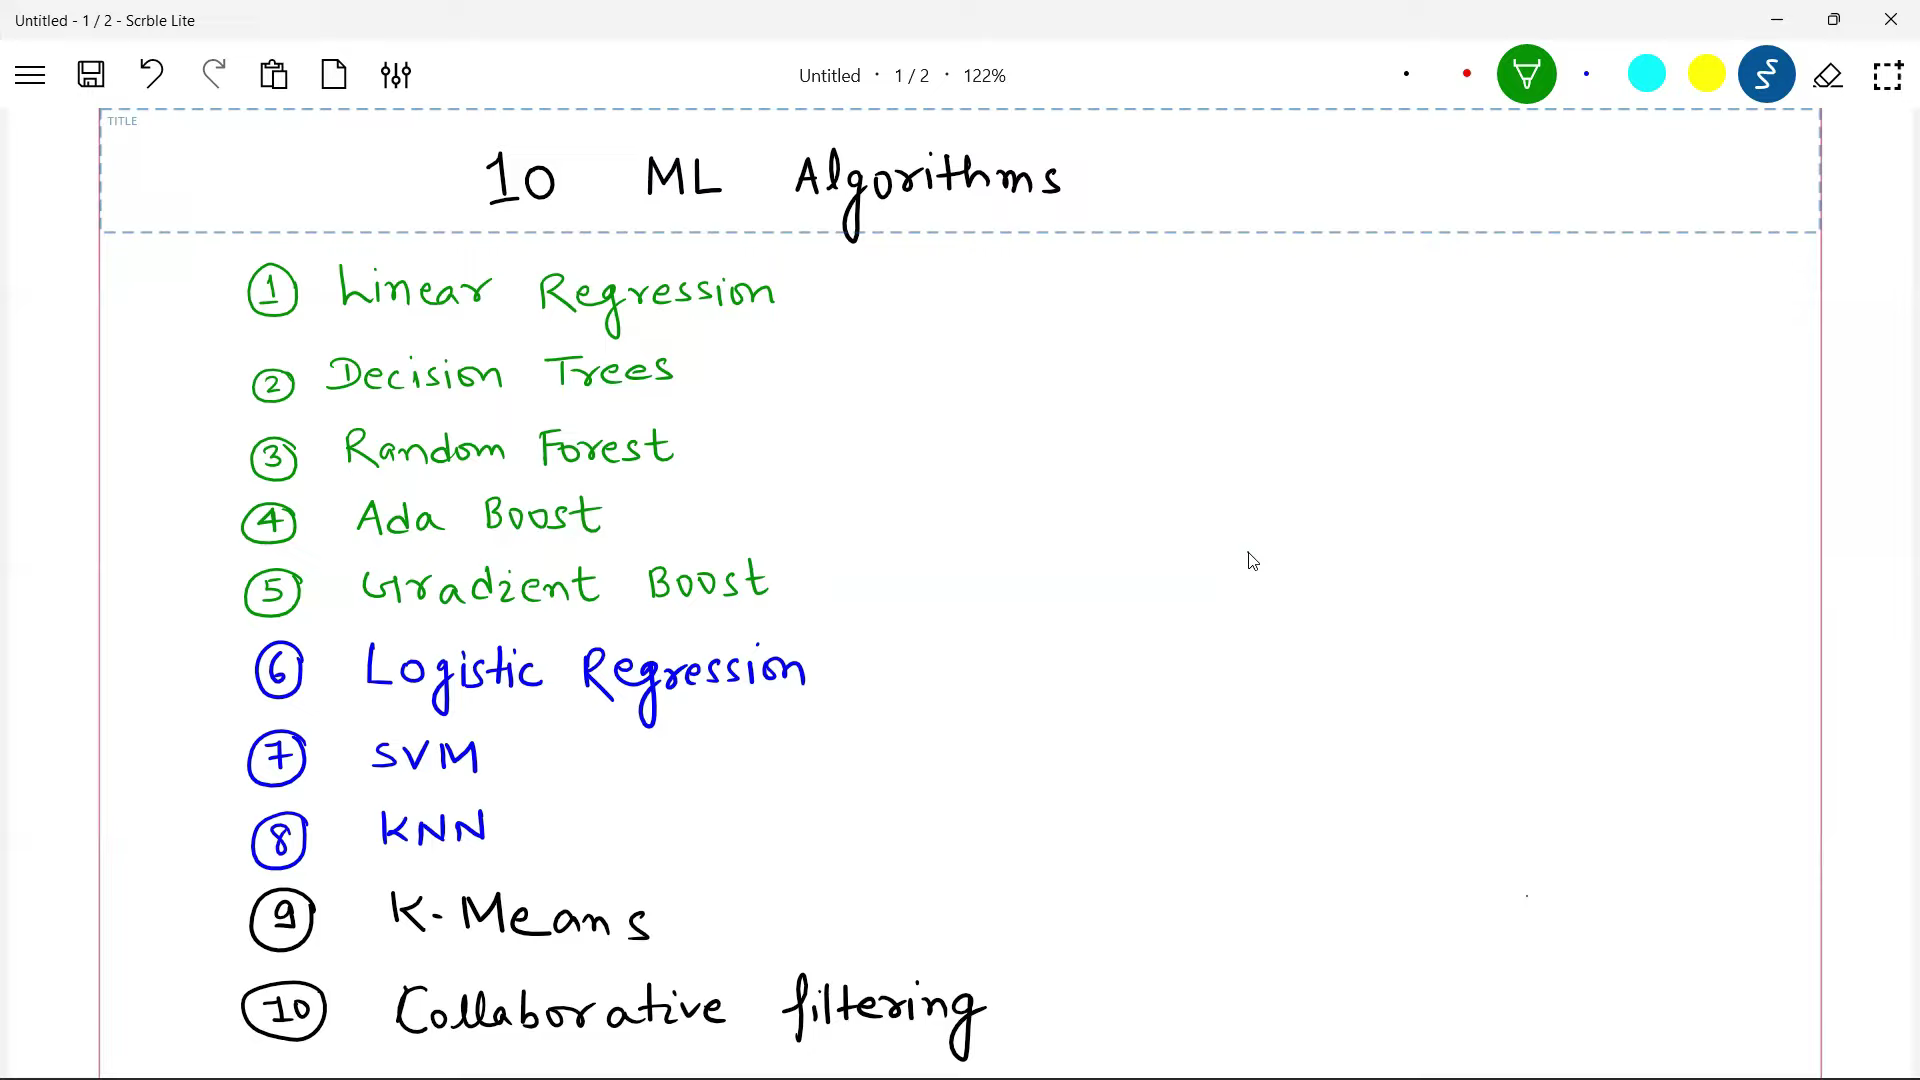 Untitled - 1 / 2 - Scrble Lite
Untitled · 1 / 2 · 122%
TITLE
10 ML Algorithms
1 Linear Regression
2 Decision Trees
3 Random Forest
4 Ada Boost
5 Gradient Boost
6 Logistic Regression
7 SVM
8 KNN
9 K-Means
10 Collaborative filtering